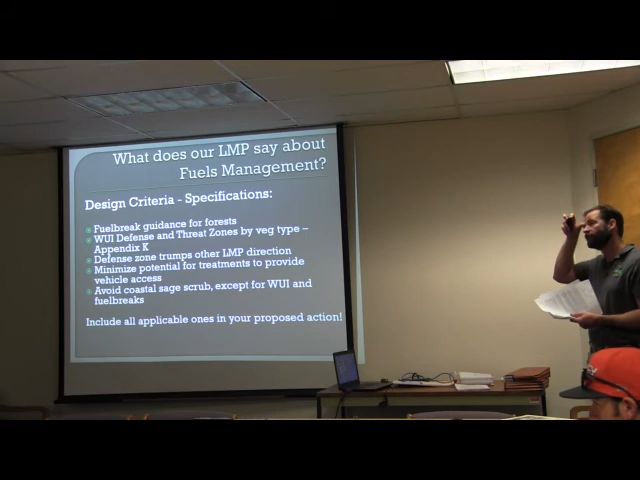 What does our LMP say about
Fuels Management?
Design Criteria - Specifications:
Fuelbreak guidance for forests
WUI Defense and Threat Zones by veg type –
Appendix K
Defense zone trumps other LMP direction
Minimize potential for treatments to provide
vehicle access
Avoid coastal sage scrub, except for WUI and
fuelbreaks
Include all applicable ones in your proposed action!